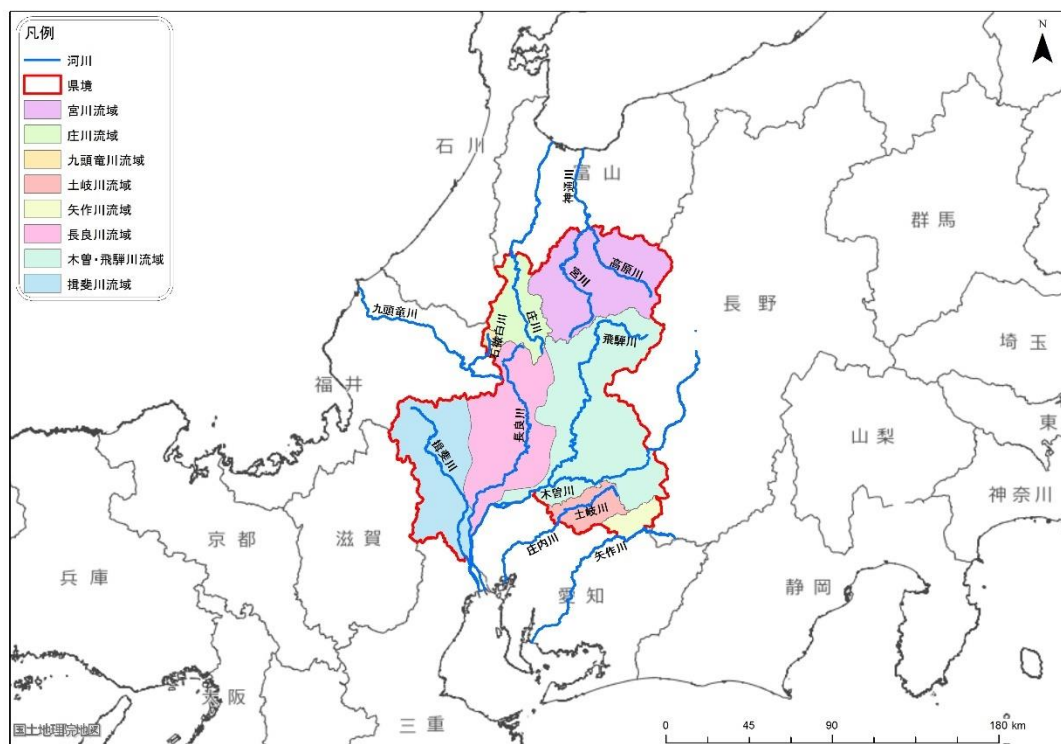 凡例
河川
県境
宮川流域
庄川流域
九頭竜川流域
土岐川流域
矢作川流域
長良川流域
木曽・飛騨川流域
揖斐川流域
N
石川
富山
神通川
群馬
高原川
宮川
長野
九頭竜川
石徹白川
庄川
飛騨川
埼玉
福井
長良川
揖斐川
山梨
東
木曽川
神奈川
土岐川
京都
滋賀
庄内川
矢作川
兵庫
愛知
静岡
大阪
三重
国土地理院地図
0 45 90 180 km